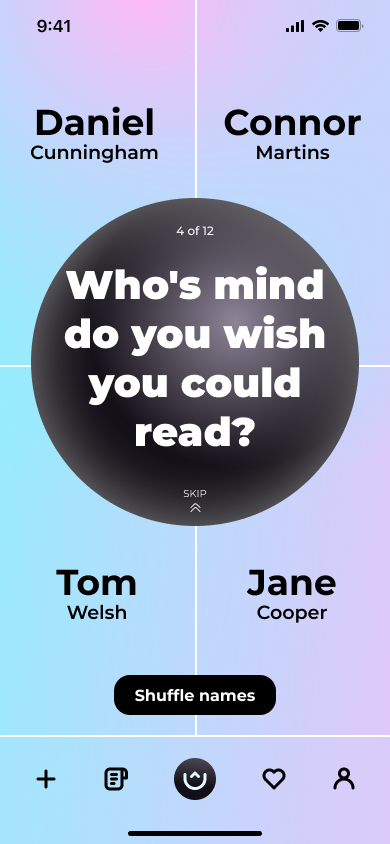 9:41
Daniel
Cunningham
Connor
Martins
4 of 12
Who's mind
do you wish
you could
read?
SKIP
Tom
Welsh
Jane
Cooper
Shuffle names